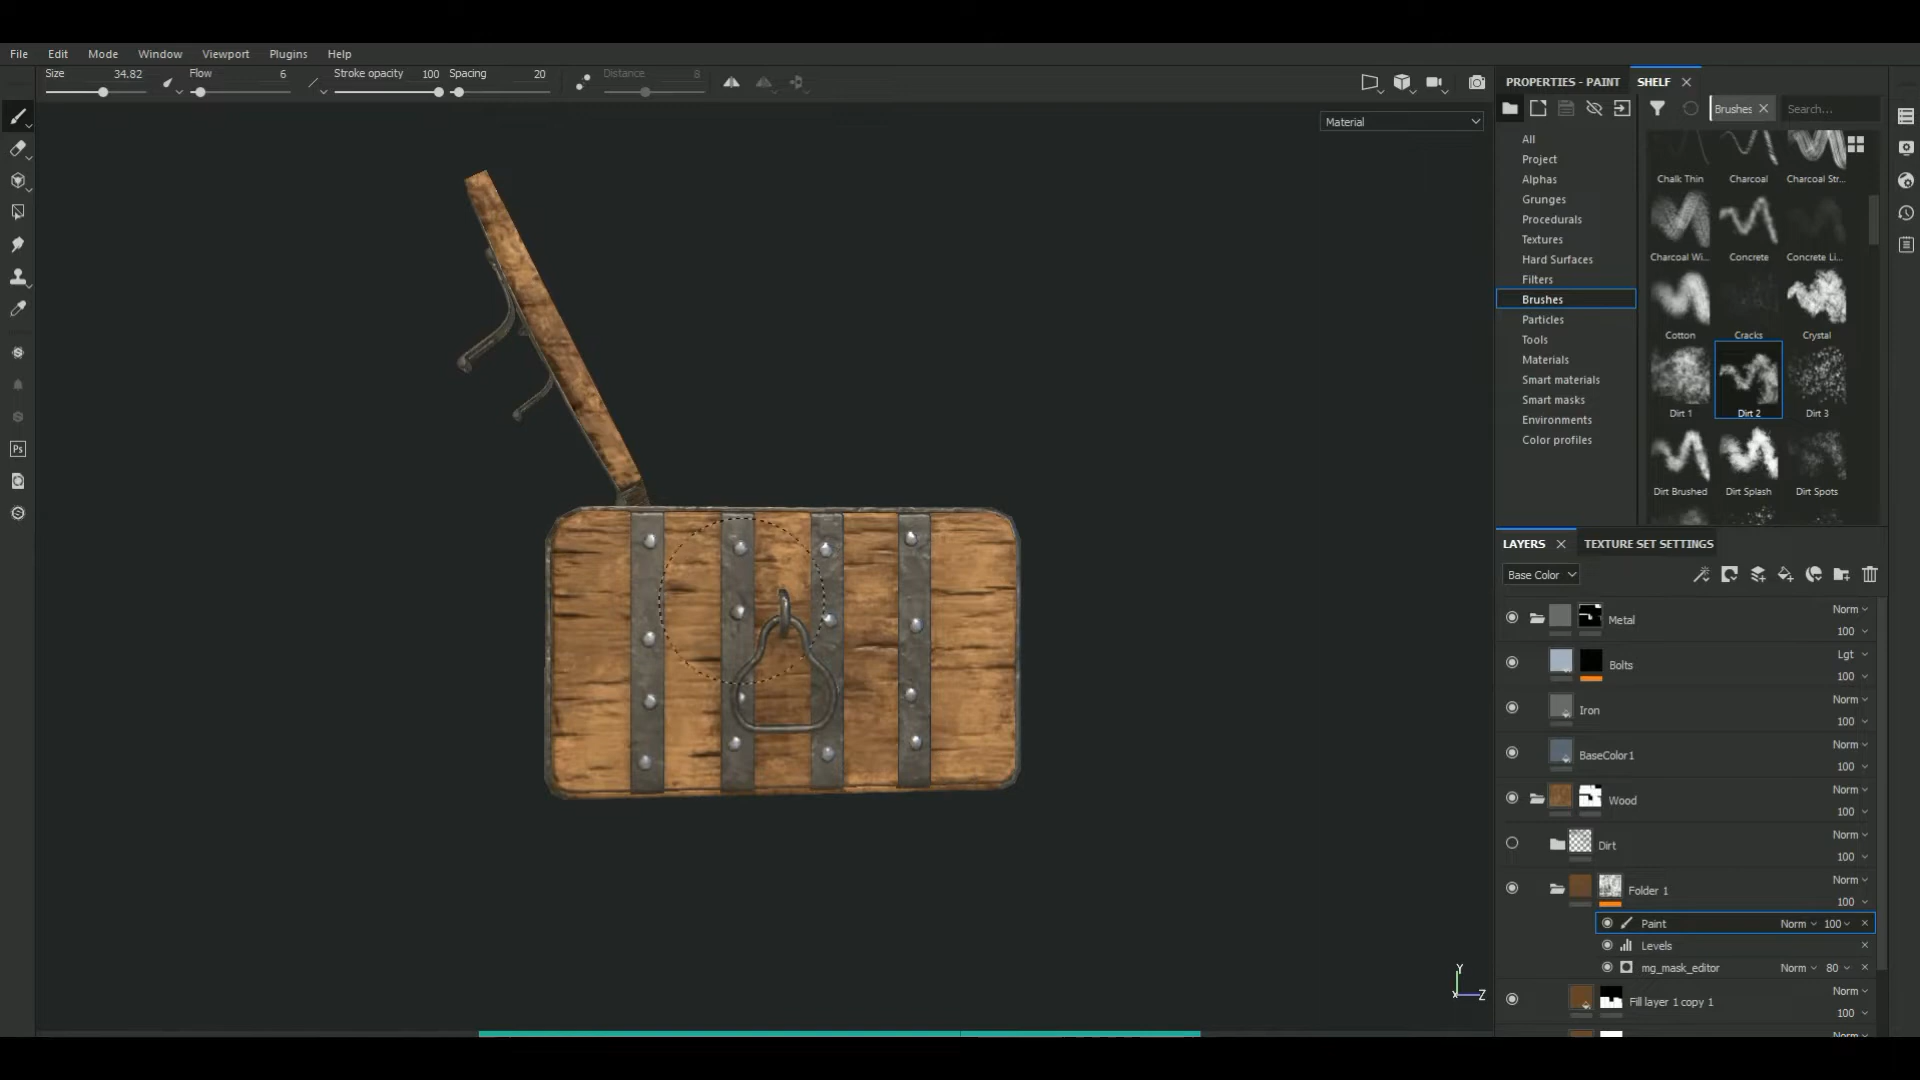 File Edit Mode Window Viewport Plugins Help
Size 34.82 Flow 6 Stroke opacity 100 Spacing 20 Distance 8
PROPERTIES - PAINT SHELF
Brushes Search...
Material
All
Project
Alphas
Grunges
Procedurals
Textures
Hard Surfaces
Filters
Brushes
Particles
Tools
Materials
Smart materials
Smart masks
Environments
Color profiles
Chalk Thin Charcoal Charcoal Str...
Charcoal Wi... Concrete Concrete Li...
Cotton Cracks Crystal
Dirt 1 Dirt 2 Dirt 3
Dirt Brushed Dirt Splash Dirt Spots
Ps
LAYERS TEXTURE SET SETTINGS
Base Color
Metal Norm 100
Bolts Lgt 100
Iron Norm 100
BaseColor1 Norm 100
Wood Norm 100
Dirt Norm 100
Folder 1 Norm 100
Paint Norm 100
Levels
mg_mask_editor Norm 80
Fill layer 1 copy 1 Norm 100
Y
X Z